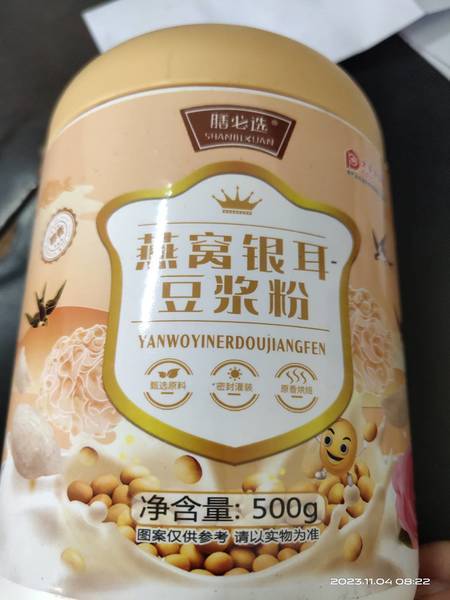 膳必选®
SHANBIXUAN
燕窝银耳
豆浆粉
YANWOYINERDOUJIANGFEN
甄选原料
密封灌装
原香烘焙
净含量: 500g
图案仅供参考 请以实物为准
2023.11.04 08:22